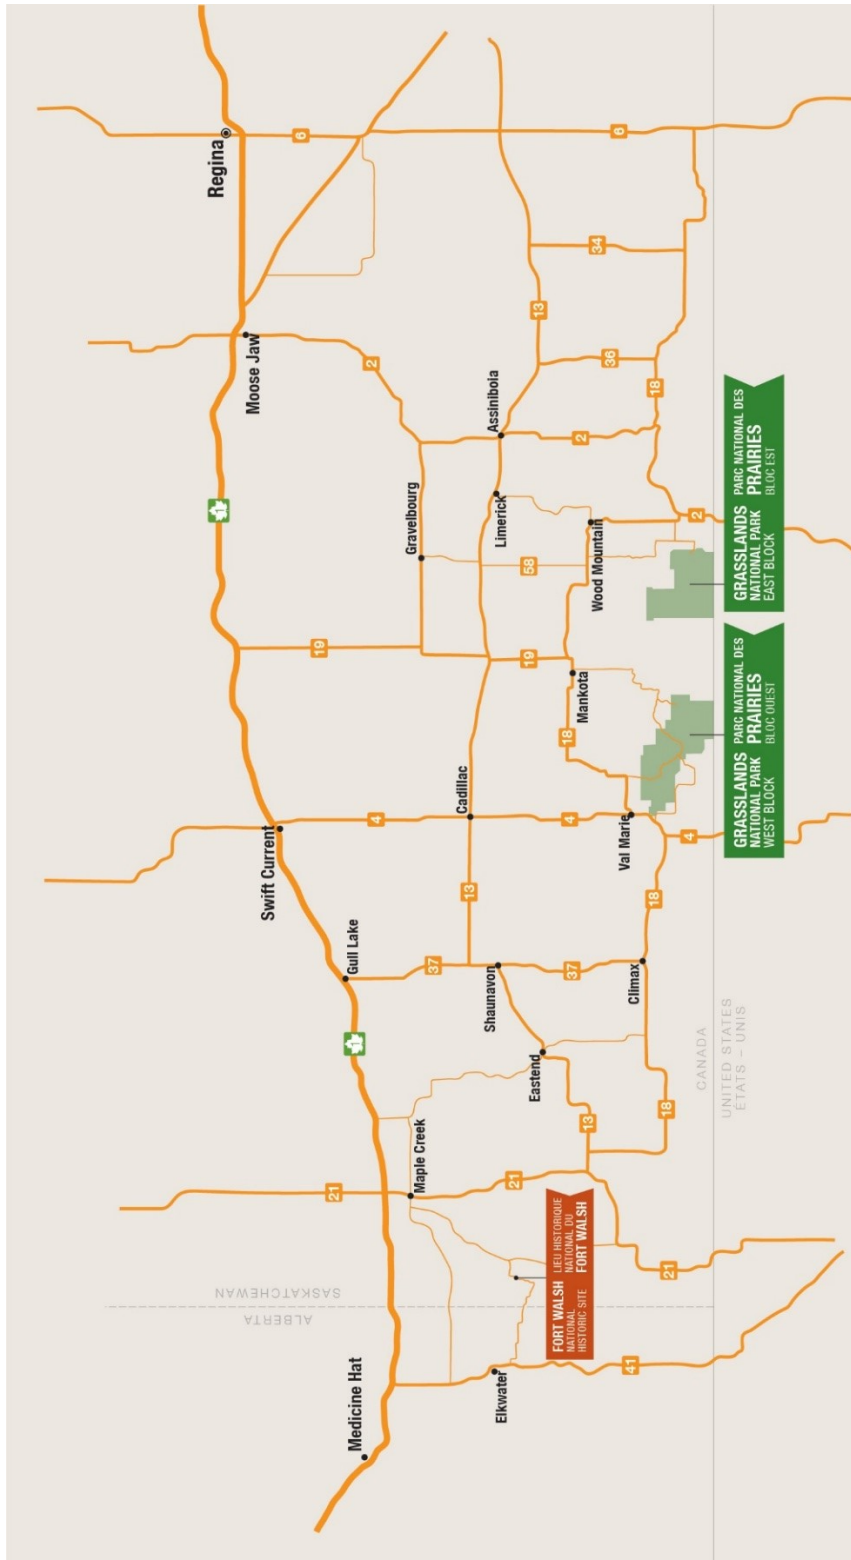 Regina
1
Moose Jaw
SASKATCHEWAN
ALBERTA
Swift Current
6
19
21
Medicine Hat
Gull Lake
1
2
4
Gravelbourg
Maple Creek
37
Cadillac
13
58
Assiniboia
Limerick
Shaunavon
Elkwater
21
19
13
Eastend
FORT WALSH
NATIONAL
HISTORIC SITE
LIEU HISTORIQUE
NATIONAL DU
FORT WALSH
4
37
18
13
2
34
Mankota
Wood Mountain
36
6
Val Marie
Climax
41
18
18
18
21
4
2
CANADA
UNITED STATES
ÉTATS – UNIS
GRASSLANDS
NATIONAL PARK
WEST BLOCK
PARC NATIONAL DES
PRAIRIES
BLOC OUEST
GRASSLANDS
NATIONAL PARK
EAST BLOCK
PARC NATIONAL DES
PRAIRIES
BLOC EST